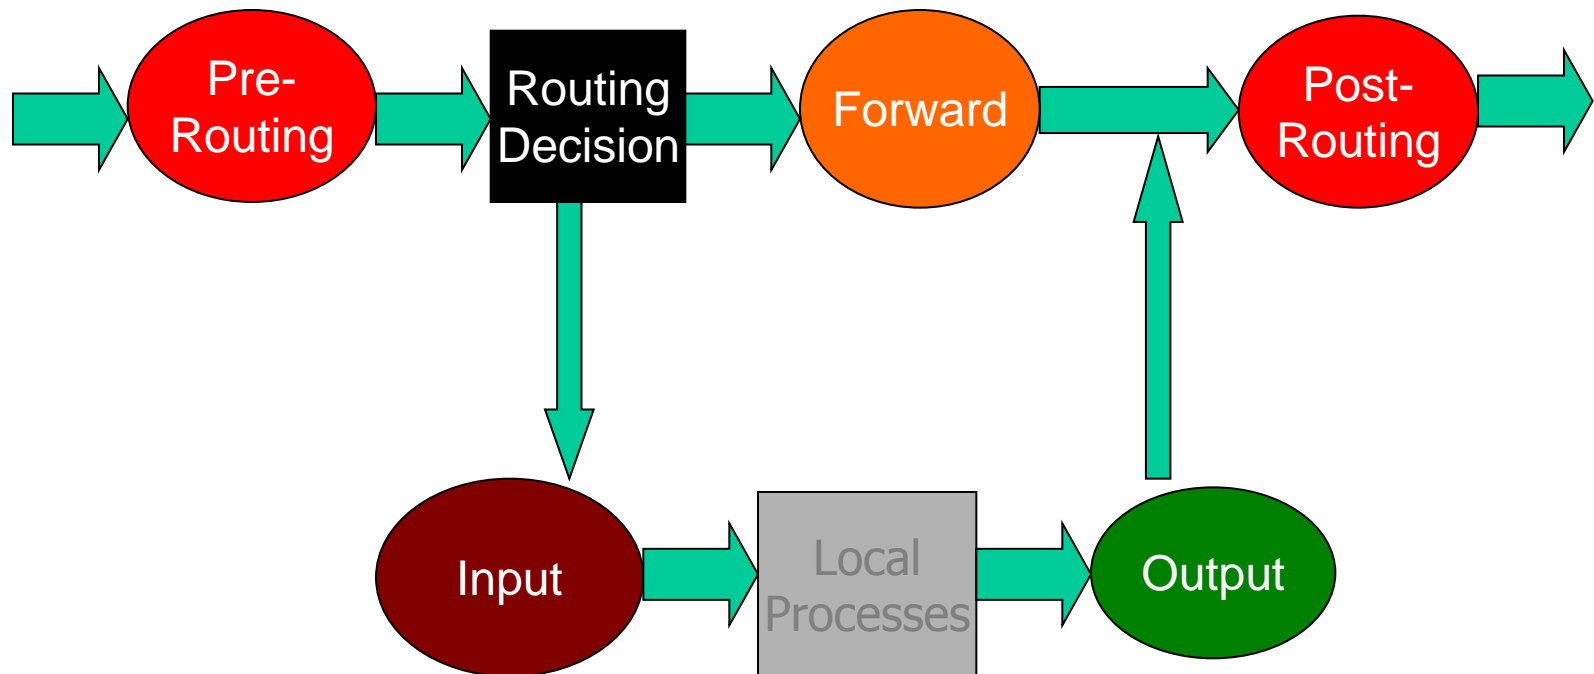 Pre-
Routing
Routing
Decision
Forward
Post-
Routing
Input
Local
Processes
Output